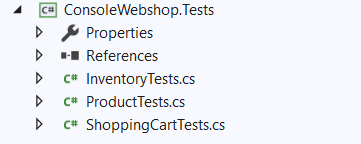 C# ConsoleWebshop.Tests
Properties
References
C# InventoryTests.cs
C# ProductTests.cs
C# ShoppingCartTests.cs